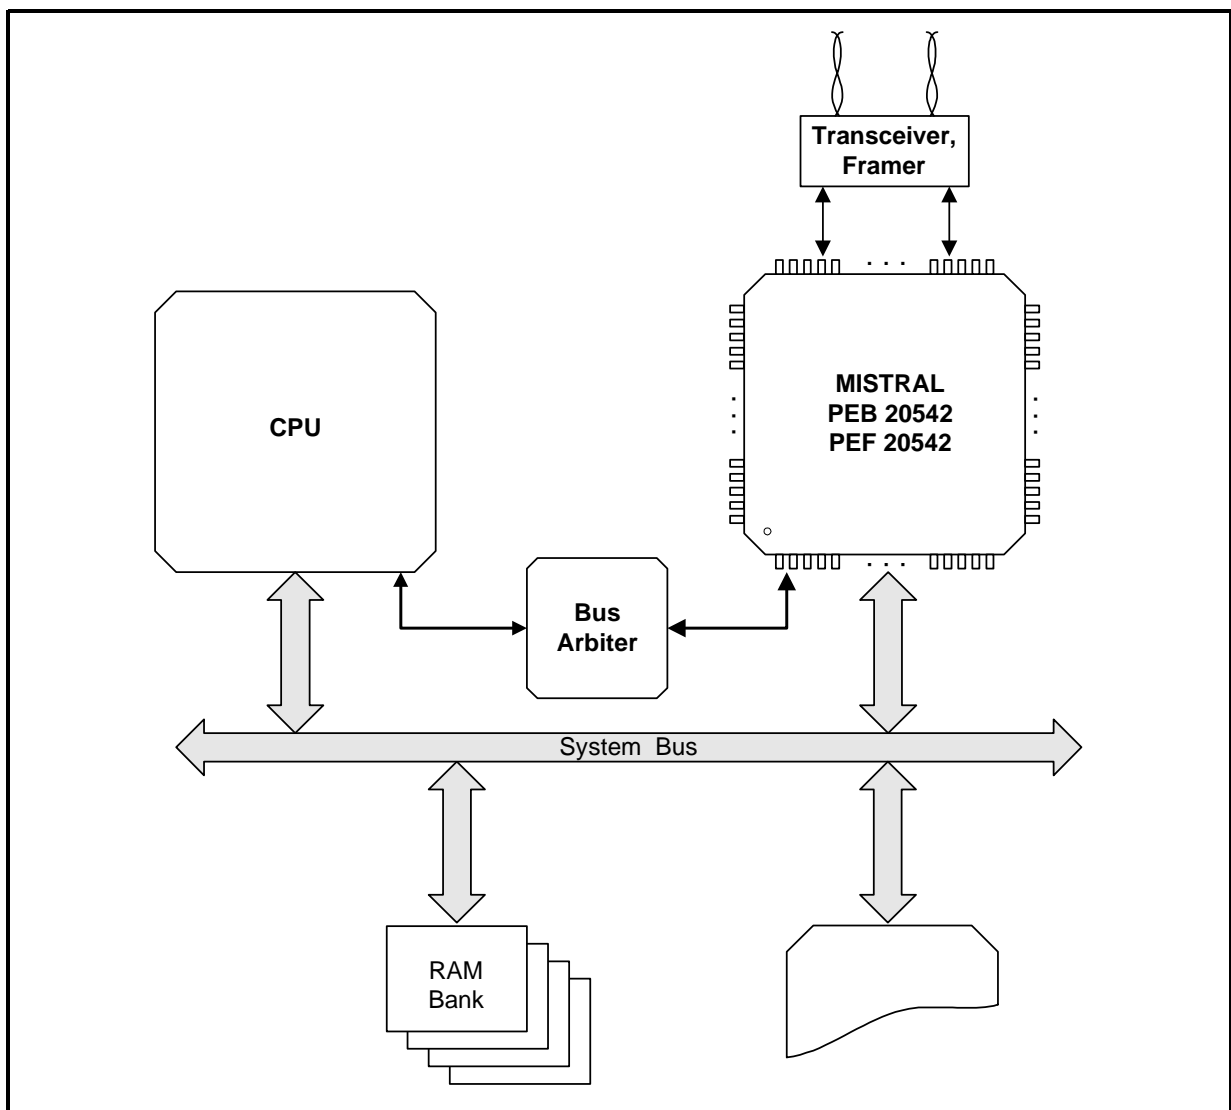 Transceiver,
Framer
MISTRAL
PEB 20542
PEF 20542
CPU
Bus
Arbiter
System Bus
RAM
Bank